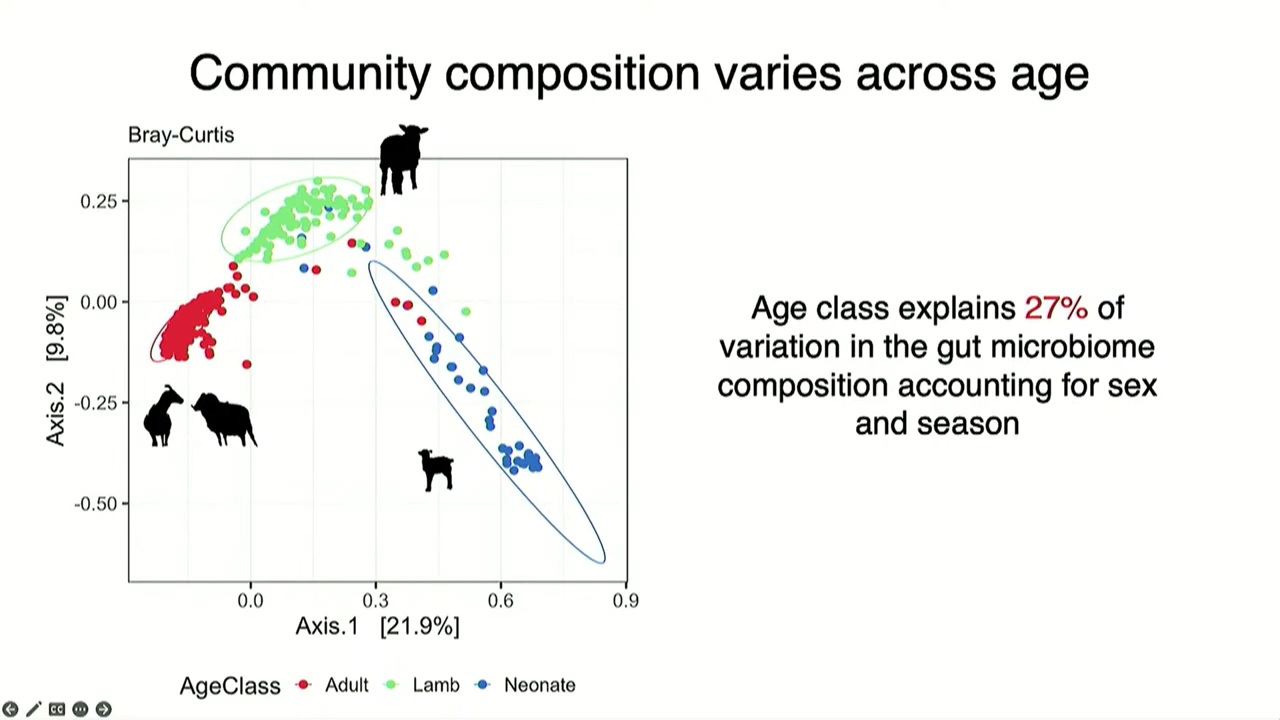 Community composition varies across age
Bray-Curtis
0.25
0.00
-0.25
-0.50
Axis.2 [9.8%]
0.0 0.3 0.6 0.9
Axis.1 [21.9%]
AgeClass Adult Lamb Neonate
Age class explains 27% of
variation in the gut microbiome
composition accounting for sex
and season
CC